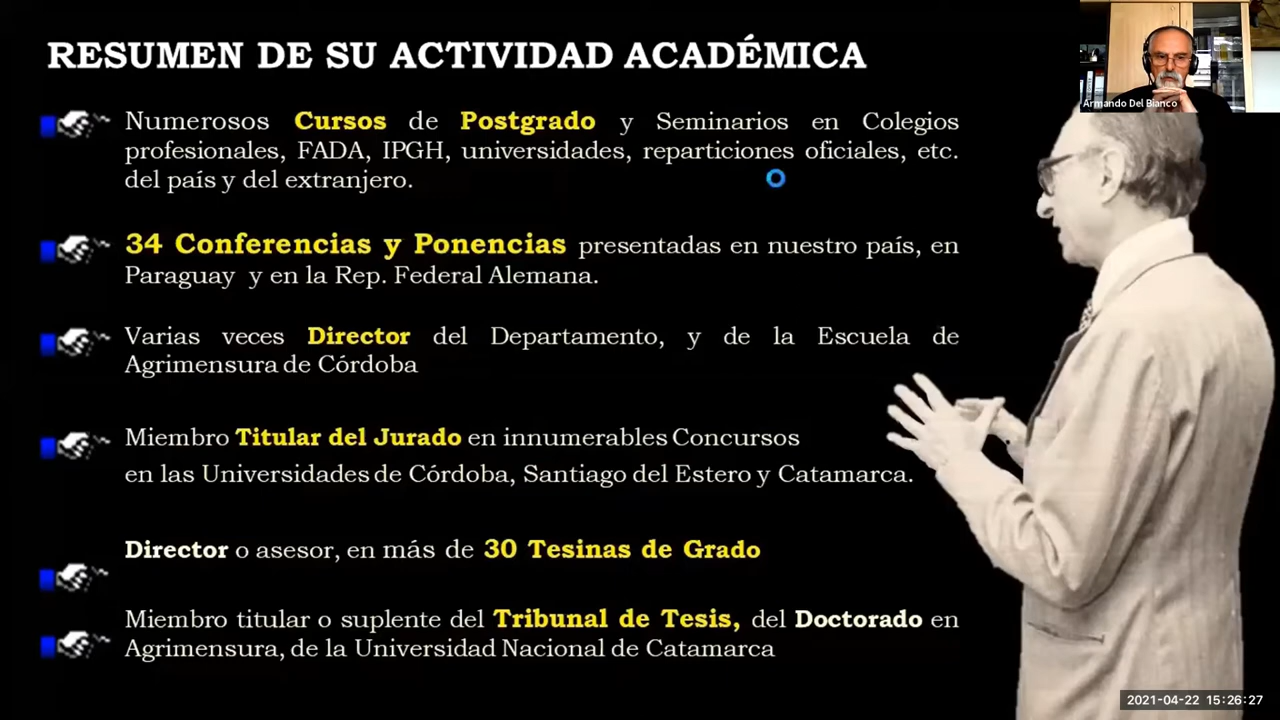 RESUMEN DE SU ACTIVIDAD ACADÉMICA
Armando Del Bianco
Numerosos Cursos de Postgrado y Seminarios en Colegios
profesionales, FADA, IPGH, universidades, reparticiones oficiales, etc.
del país y del extranjero.
34 Conferencias y Ponencias presentadas en nuestro país, en
Paraguay y en la Rep. Federal Alemana.
Varias veces Director del Departamento, y de la Escuela de
Agrimensura de Córdoba
Miembro Titular del Jurado en innumerables Concursos
en las Universidades de Córdoba, Santiago del Estero y Catamarca.
Director o asesor, en más de 30 Tesinas de Grado
Miembro titular o suplente del Tribunal de Tesis, del Doctorado en
Agrimensura, de la Universidad Nacional de Catamarca
2021-04-22 15:26:27